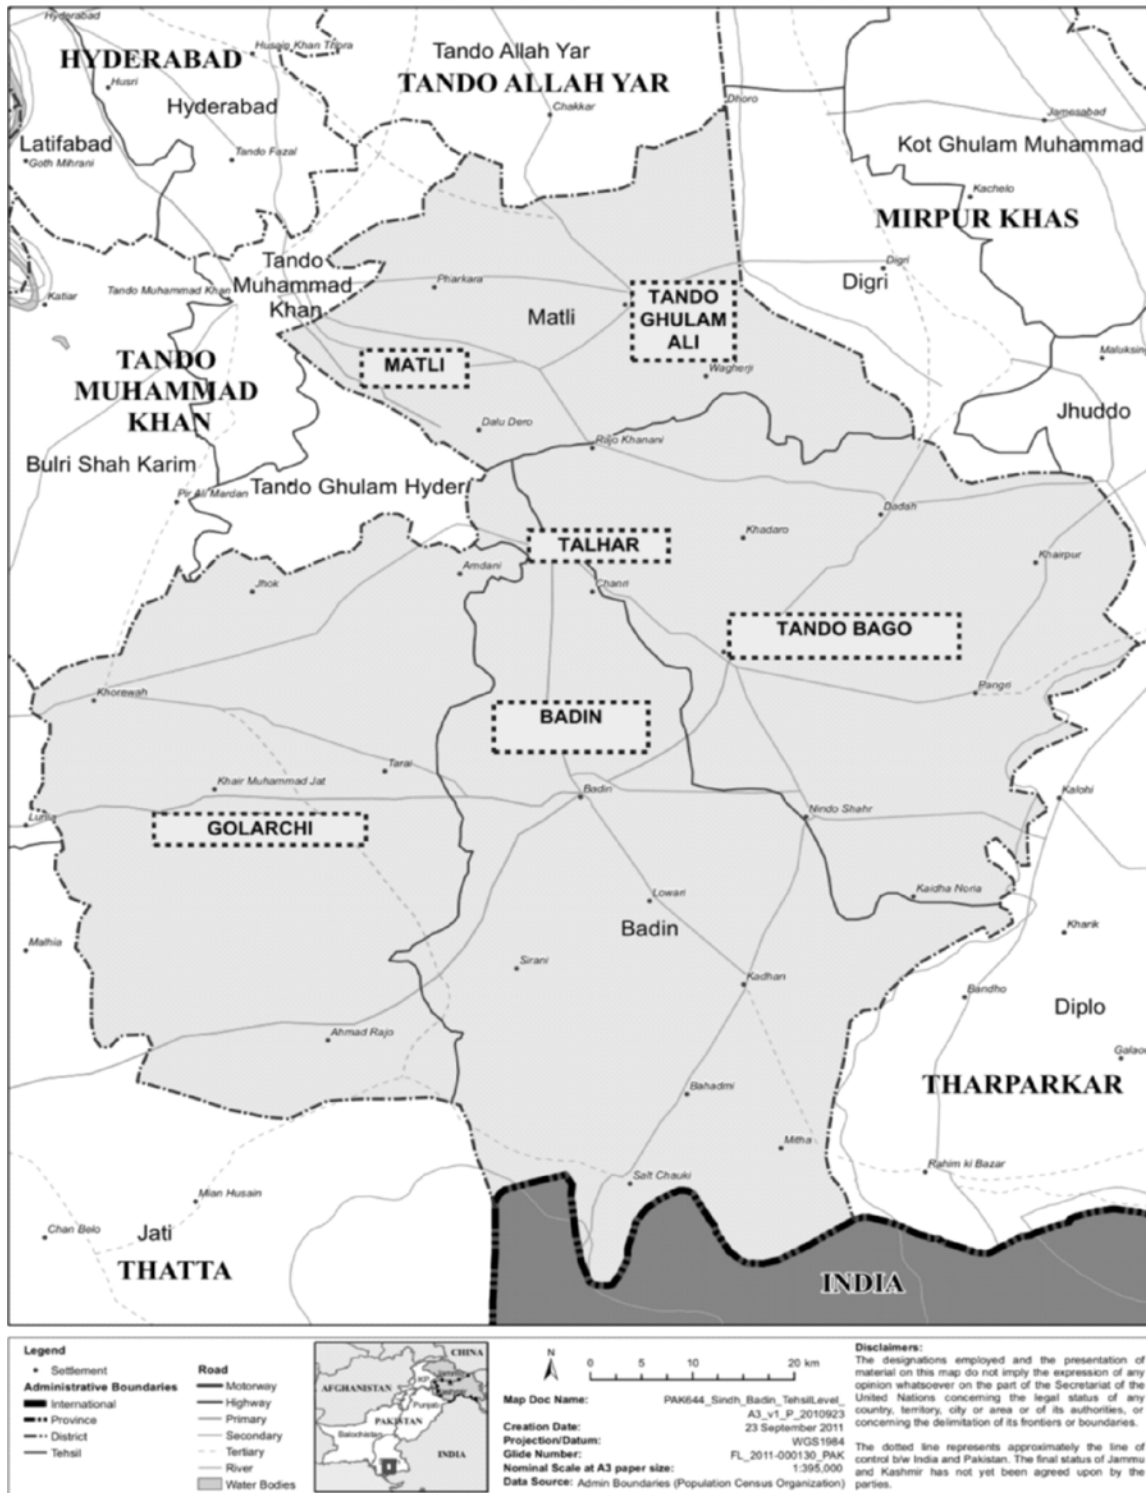 Hyderabad
HYDERABAD
Husri
Hyderabad
Latifabad
Goth Mihrani
Tando Fazal
Tando Allah Yar
TANDO ALLAH YAR
Chakkar
Dhoro
Jamesabad
Kot Ghulam Muhammad
Kachelo
MIRPUR KHAS
Digri
Digri
Maluksing
Jhuddo
Katiar
Tando Muhammad Khan
Tando
Muhammad
Khan
TANDO
MUHAMMAD
KHAN
Bulri Shah Karim
Pir Ali Mardan
Tando Ghulam Hyder
Pharkara
Matli
TANDO
GHULAM
ALI
MATLI
Wagherji
Dalu Dero
Rajo Khanani
Dadah
Khadaro
Khairpur
TALHAR
Amdani
Jhok
Chanri
TANDO BAGO
Pangri
Khorewah
BADIN
Tarai
Khair Muhammad Jat
Badin
GOLARCHI
Nindo Shahr
Kalohi
Kaidha Noria
Lowari
Badin
Kharik
Malhia
Sirani
Kadhan
Bandho
Diplo
Ahmad Rajo
Bahadmi
THARPARKAR
Mitha
Rahim ki Bazar
Salt Chauki
Mian Husain
Chan Belo
Jati
THATTA
INDIA
Legend
Settlement
Administrative Boundaries
International
Province
District
Tehsil
Road
Motorway
Highway
Primary
Secondary
Tertiary
River
Water Bodies
CHINA
AFGHANISTAN
Punjab
PAKISTAN
INDIA
N
0 5 10 20 km
Map Doc Name: PAK644_Sindh_Badin_TehsilLevel_
A3_v1_P_2010923
Creation Date: 23 September 2011
Projection/Datum: WGS1984
Glide Number: FL_2011-000130_PAK
Nominal Scale at A3 paper size: 1:395,000
Data Source: Admin Boundaries (Population Census Organization)
Disclaimers:
The designations employed and the presentation of
material on this map do not imply the expression of any
opinion whatsoever on the part of the Secretariat of the
United Nations concerning the legal status of any
country, territory, city or area or of its authorities, or
concerning the delimitation of its frontiers or boundaries.
The dotted line represents approximately the line of
control b/w India and Pakistan. The final status of Jammu
and Kashmir has not yet been agreed upon by the
parties.